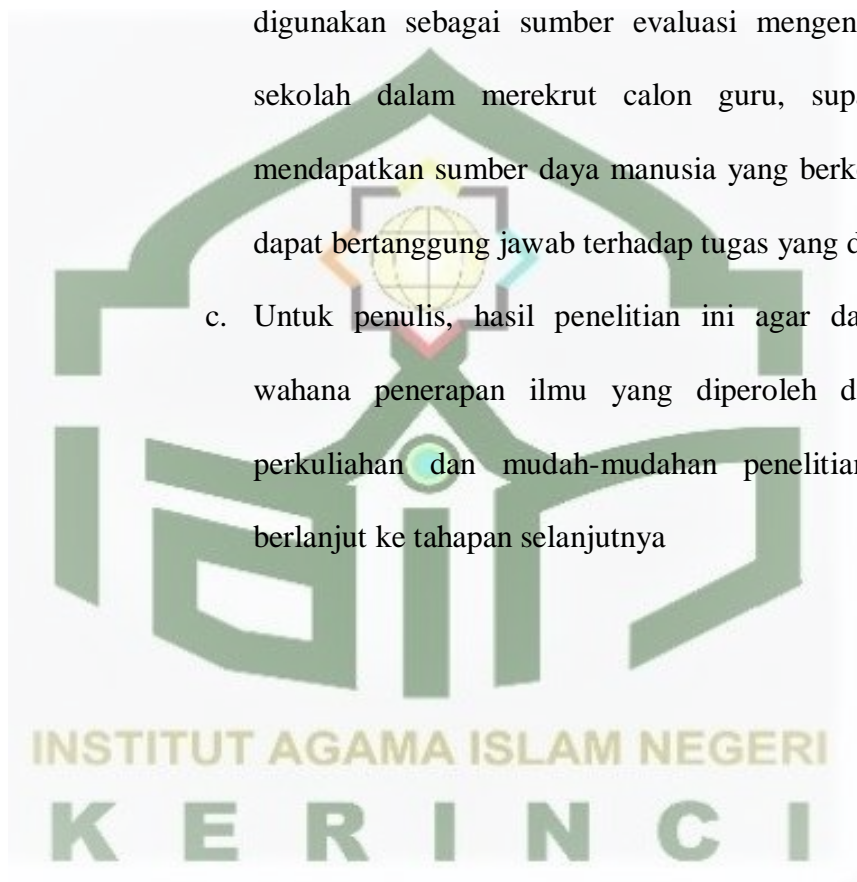 digunakan sebagai sumber evaluasi mengen
sekolah dalam merekrut calon guru, sup
mendapatkan sumber daya manusia yang berk
dapat bertanggung jawab terhadap tugas yang d
c. Untuk penulis, hasil penelitian ini agar da
wahana penerapan ilmu yang diperoleh d
perkuliahan dan mudah-mudahan penelitian
berlanjut ke tahapan selanjutnya
iain
INSTITUT AGAMA ISLAM NEGERI
KERINCI